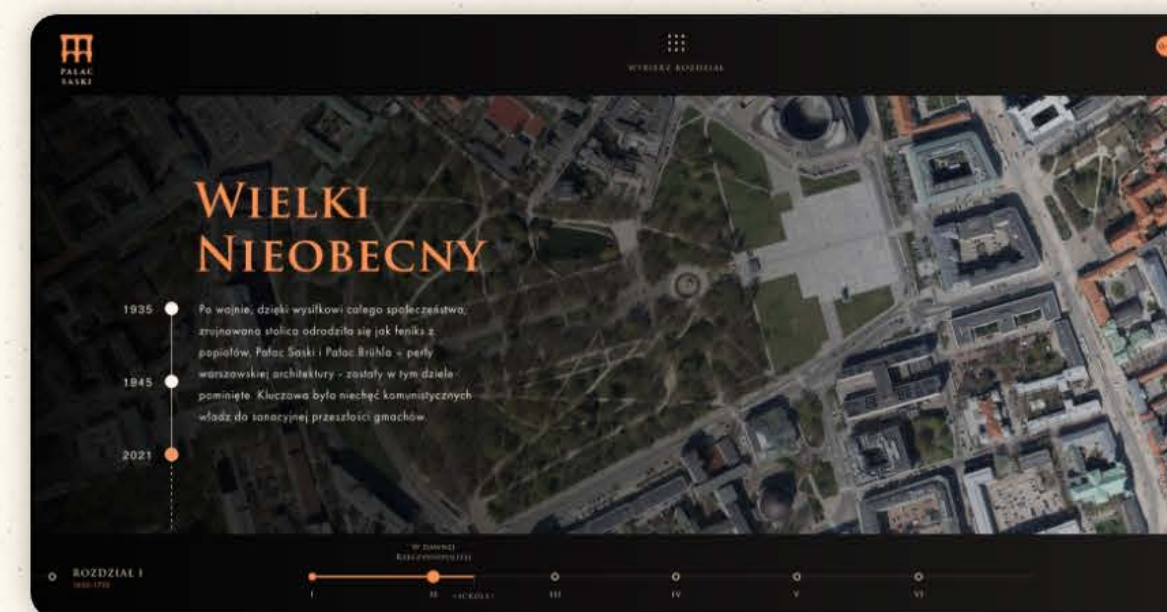 PAŁAC
SASKI
WYBIERZ ROZDZIAŁ
WIELKI
NIEOBECNY
1935
Po wojnie, dzięki wysiłkowi całego społeczeństwa,
zrujnowana stolica odrodziła się jak feniks z
popiołów. Pałac Saski i Pałac Brühla – perły
warszawskiej architektury - zostały w tym dziele
1945
pominięte. Kluczowa była niechęć komunistycznych
władz do sanacyjnej przeszłości gmachów.
2021
W DAWNEJ
RZECZYPOSPOLITEJ
ROZDZIAŁ I
I
II
III
IV
V
VI